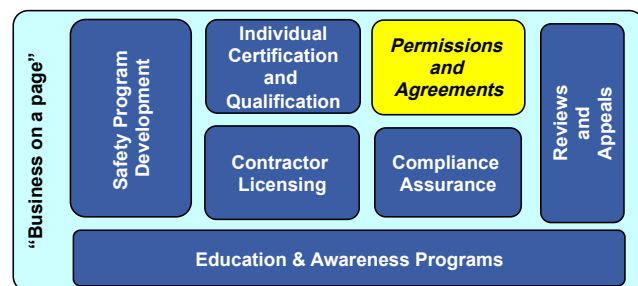 “Business on a page”
Safety Program
Development
Individual
Certification
and
Qualification
Permissions
and
Agreements
Contractor
Licensing
Compliance
Assurance
Reviews
and
Appeals
Education & Awareness Programs